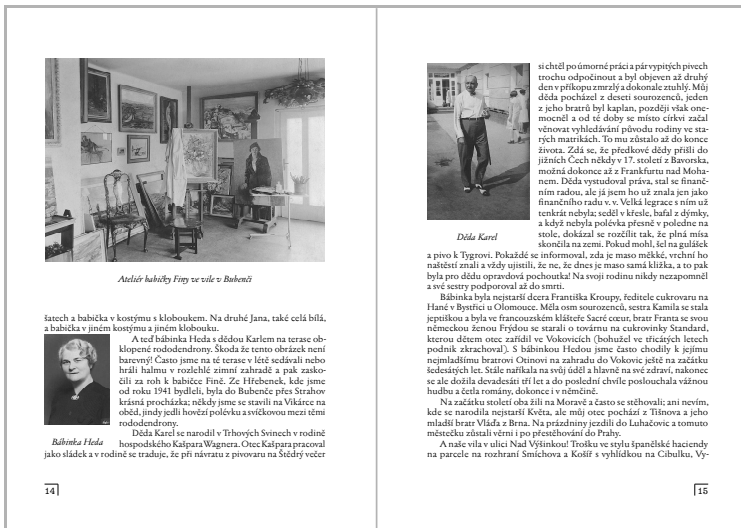 Ateliér babičky Finy ve vile v Bubenči
šatech a babička v kostýmu s kloboukem. Na druhé Jana, také celá bílá,
a babička v jiném kostýmu a jiném klobouku.
A teď bábinka Heda s dědou Karlem na terase ob-
klopené rododendrony. Škoda že tento obrázek není
barevný! Často jsme na té terase v létě sedávali nebo
hráli halmu v rozlehlé zimní zahradě a pak zasko-
čili za roh k babičce Fině. Ze Hřebenek, kde jsme
od roku 1941 bydleli, byla do Bubenče přes Strahov
krásná procházka; někdy jsme se stavili na Vikárce na
oběd, jindy jedli hovězí polévku a svíčkovou mezi těmi
rododendrony.
Bábinka Heda
Děda Karel se narodil v Trhových Svinech v rodině
hospodského Kašpara Wagnera. Otec Kašpar pracoval
jako sládek a v rodině se traduje, že při návratu z pivovaru na Štědrý večer
14
si chtěl po úmorné práci a pár vypitých pivech
trochu odpočinout a byl objeven až druhý
den v příkopu zmrzlý a dokonale ztuhlý. Můj
děda pocházel z deseti sourozenců, jeden
z jeho bratrů byl kaplan, později však one-
mocněl a od té doby se místo církvi začal
věnovat vyhledávání původu rodiny ve sta-
rých matrikách. To mu zůstalo až do konce
života. Zdá se, že předkové dědy přišli do
jižních Čech někdy v 17. století z Bavorska,
možná dokonce až z Frankfurtu nad Moha-
nem. Děda vystudoval práva, stal se finanč-
ním radou, ale já jsem ho už znala jen jako
finančního radu v. v. Velká legrace s ním už
tenkrát nebyla; seděl v křesle, bafal z dýmky,
a když nebyla polévka přesně v poledne na
stole, dokázal se rozčílit tak, že plná mísa
skončila na zemi. Pokud mohl, šel na gulášek
Děda Karel
a pivo k Tygrovi. Pokaždé se informoval, zda je maso měkké, vrchní ho
naštěstí znali a vždy ujistili, že ne, že dnes je maso samá kližka, a to pak
byla pro dědu opravdová pochoutka! Na svoji rodinu nikdy nezapomněl
a své sestry podporoval až do smrti.
Bábinka byla nejstarší dcera Františka Kroupy, ředitele cukrovaru na
Hané v Bystřici u Olomouce. Měla osm sourozenců, sestra Kamila se stala
jeptiškou a byla ve francouzském klášteře Sacré cœur, bratr Franta se svou
německou ženou Frýdou se starali o továrnu na cukrovinky Standard,
kterou dětem otec zařídil ve Vokovicích (bohužel ve třicátých letech
podnik zkrachoval). S bábinkou Hedou jsme často chodili k jejímu
nejmladšímu bratrovi Otinovi na zahradu do Vokovic ještě na začátku
šedesátých let. Stále naříkala na svůj úděl a hlavně na své zdraví, nakonec
se ale dožila devadesáti tří let a do poslední chvíle poslouchala vážnou
hudbu a četla romány, dokonce i v němčině.
Na začátku století oba žili na Moravě a často se stěhovali; ani nevím,
kde se narodila nejstarší Květa, ale můj otec pochází z Tišnova a jeho
mladší bratr Vláďa z Brna. Na prázdniny jezdili do Luhačovic a tomuto
městečku zůstali věrni i po přestěhování do Prahy.
A naše vila v ulici Nad Výšinkou! Trošku ve stylu španělské haciendy
na parcele na rozhraní Smíchova a Košíř s vyhlídkou na Cibulku, Vy-
15